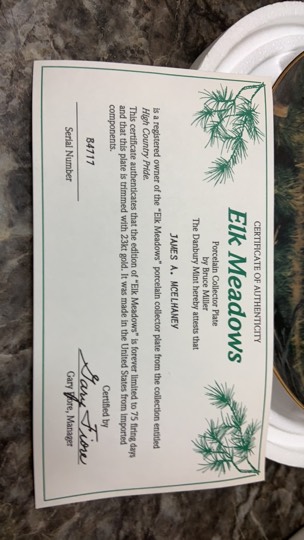 CERTIFICATE OF AUTHENTICITY
Elk Meadows
Porcelain Collector Plate
by Bruce Miller
The Danbury Mint hereby attests that
JAMES A. MCELHANEY
is a registered owner of the "Elk Meadows" porcelain collector plate from the collection entitled
High Country Pride.
This certificate authenticates that the edition of "Elk Meadows" is forever limited to 75 firing days
and that this plate is trimmed with 23kt gold. It was made in the United States from imported
components.
B4717
Serial Number
Certified by
Gary Fiore
Gary Fiore, Manager